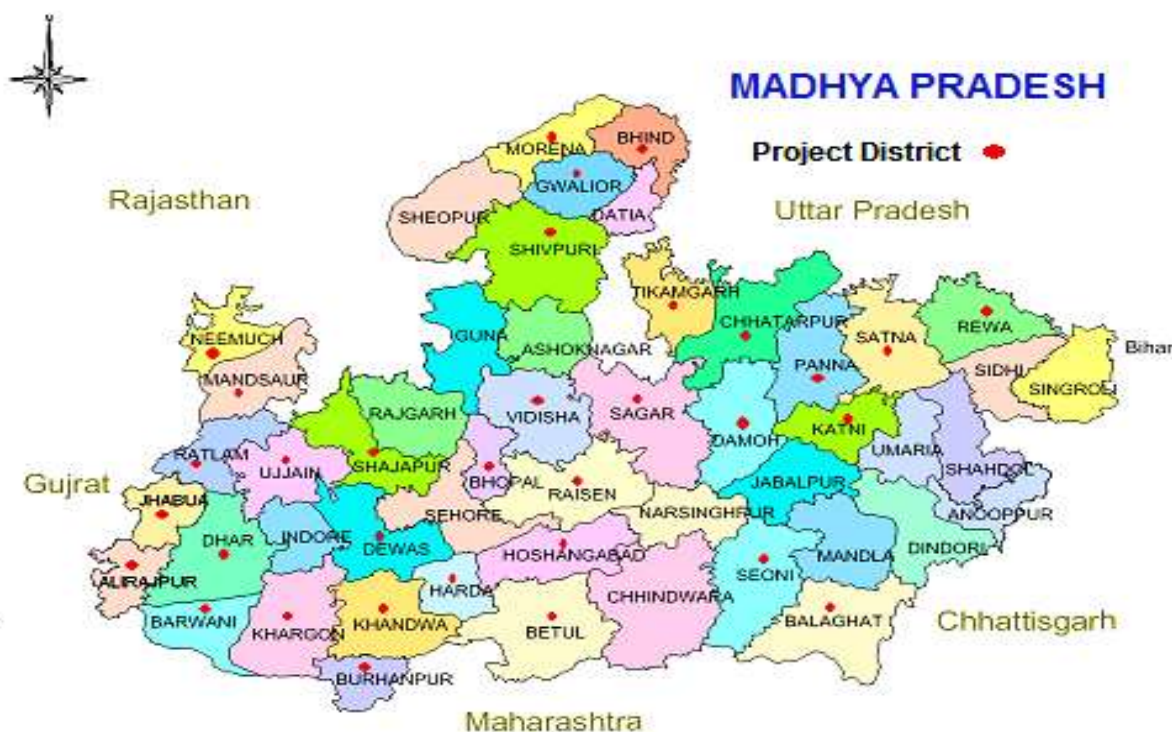 MADHYA PRADESH
Project District
Rajasthan
Uttar Pradesh
MORENA
BHIND
GWALIOR
DATIA
SHEOPUR
SHIVPURI
TIKAMGARH
CHHATARPUR
GUNA
ASHOKNAGAR
NEEMUCH
MANDSAUR
PANNA
SATNA
REWA
SIDHI
SINGROLI
Bihar
RAJGARH
VIDISHA
SAGAR
DAMOH
KATNI
UMARIA
SHAHDOL
ANOOPPUR
Gujrat
RATLAM
UJJAIN
SHAJAPUR
BHOPAL
RAISEN
NARSINGHPUR
JABALPUR
JHABUA
DHAR
INDORE
DEWAS
SEHORE
HOSHANGABAD
MANDLA
DINDORI
ALIRAJPUR
BARWANI
KHARGON
KHANDWA
HARDA
BETUL
CHHINDWARA
SEONI
BALAGHAT
Chhattisgarh
BURHANPUR
Maharashtra